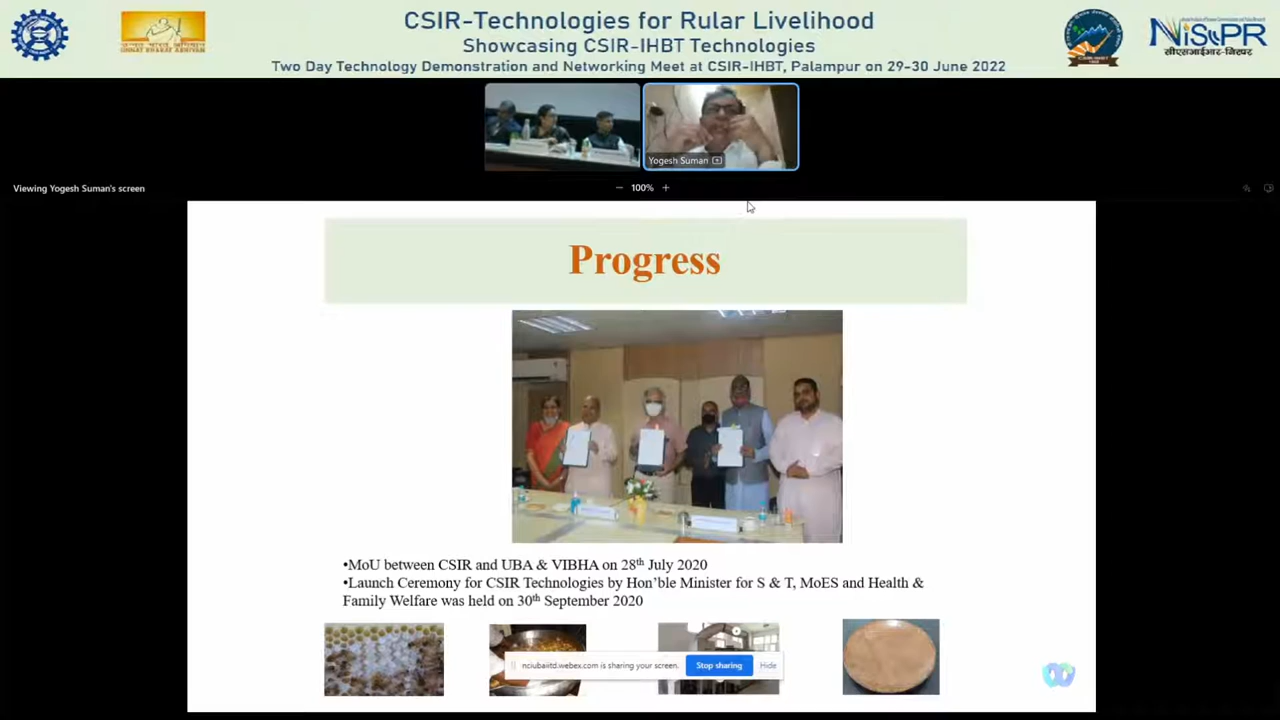 CSIR-Technologies for Rular Livelihood
Showcasing CSIR-IHBT Technologies
Two Day Technology Demonstration and Networking Meet at CSIR-IHBT, Palampur on 29-30 June 2022
NIScPR
सीएसआईआर-निस्पर
Yogesh Suman
Viewing Yogesh Suman's screen
100%
Progress
•MoU between CSIR and UBA & VIBHA on 28th July 2020
•Launch Ceremony for CSIR Technologies by Hon'ble Minister for S & T, MoES and Health &
Family Welfare was held on 30th September 2020
nciubaiitd.webex.com is sharing your screen.
Stop sharing
Hide